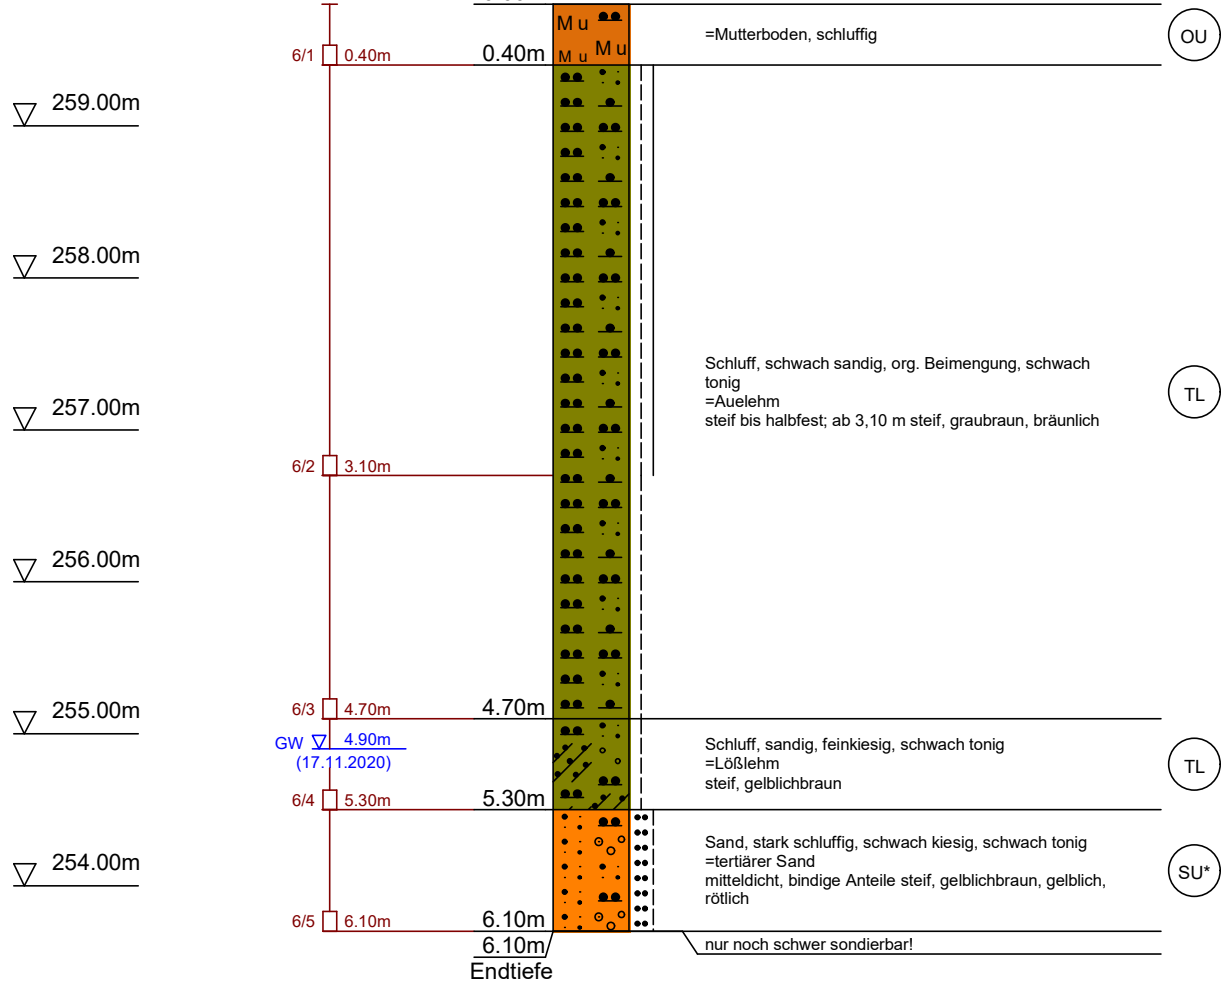 M u
=Mutterboden, schluffig
OU
6/1 0.40m
0.40m
M u M u
259.00m
258.00m
257.00m
Schluff, schwach sandig, org. Beimengung, schwach
tonig
=Auelehm
steif bis halbfest; ab 3,10 m steif, graubraun, bräunlich
TL
6/2 3.10m
256.00m
255.00m
6/3 4.70m
4.70m
GW 4.90m
(17.11.2020)
Schluff, sandig, feinkiesig, schwach tonig
=Lößlehm
steif, gelblichbraun
TL
6/4 5.30m
5.30m
254.00m
Sand, stark schluffig, schwach kiesig, schwach tonig
=tertiärer Sand
mitteldicht, bindige Anteile steif, gelblichbraun, gelblich,
rötlich
SU*
6/5 6.10m
6.10m
6.10m
Endtiefe
nur noch schwer sondierbar!